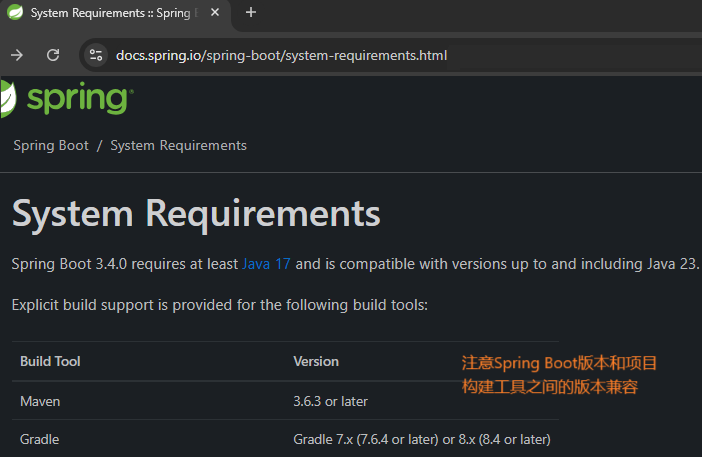 System Requirements :: Spring B
docs.spring.io/spring-boot/system-requirements.html
spring
Spring Boot / System Requirements
System Requirements
Spring Boot 3.4.0 requires at least Java 17 and is compatible with versions up to and including Java 23.
Explicit build support is provided for the following build tools:
Build Tool Version
注意Spring Boot版本和项目
构建工具之间的版本兼容
Maven 3.6.3 or later
Gradle Gradle 7.x (7.6.4 or later) or 8.x (8.4 or later)